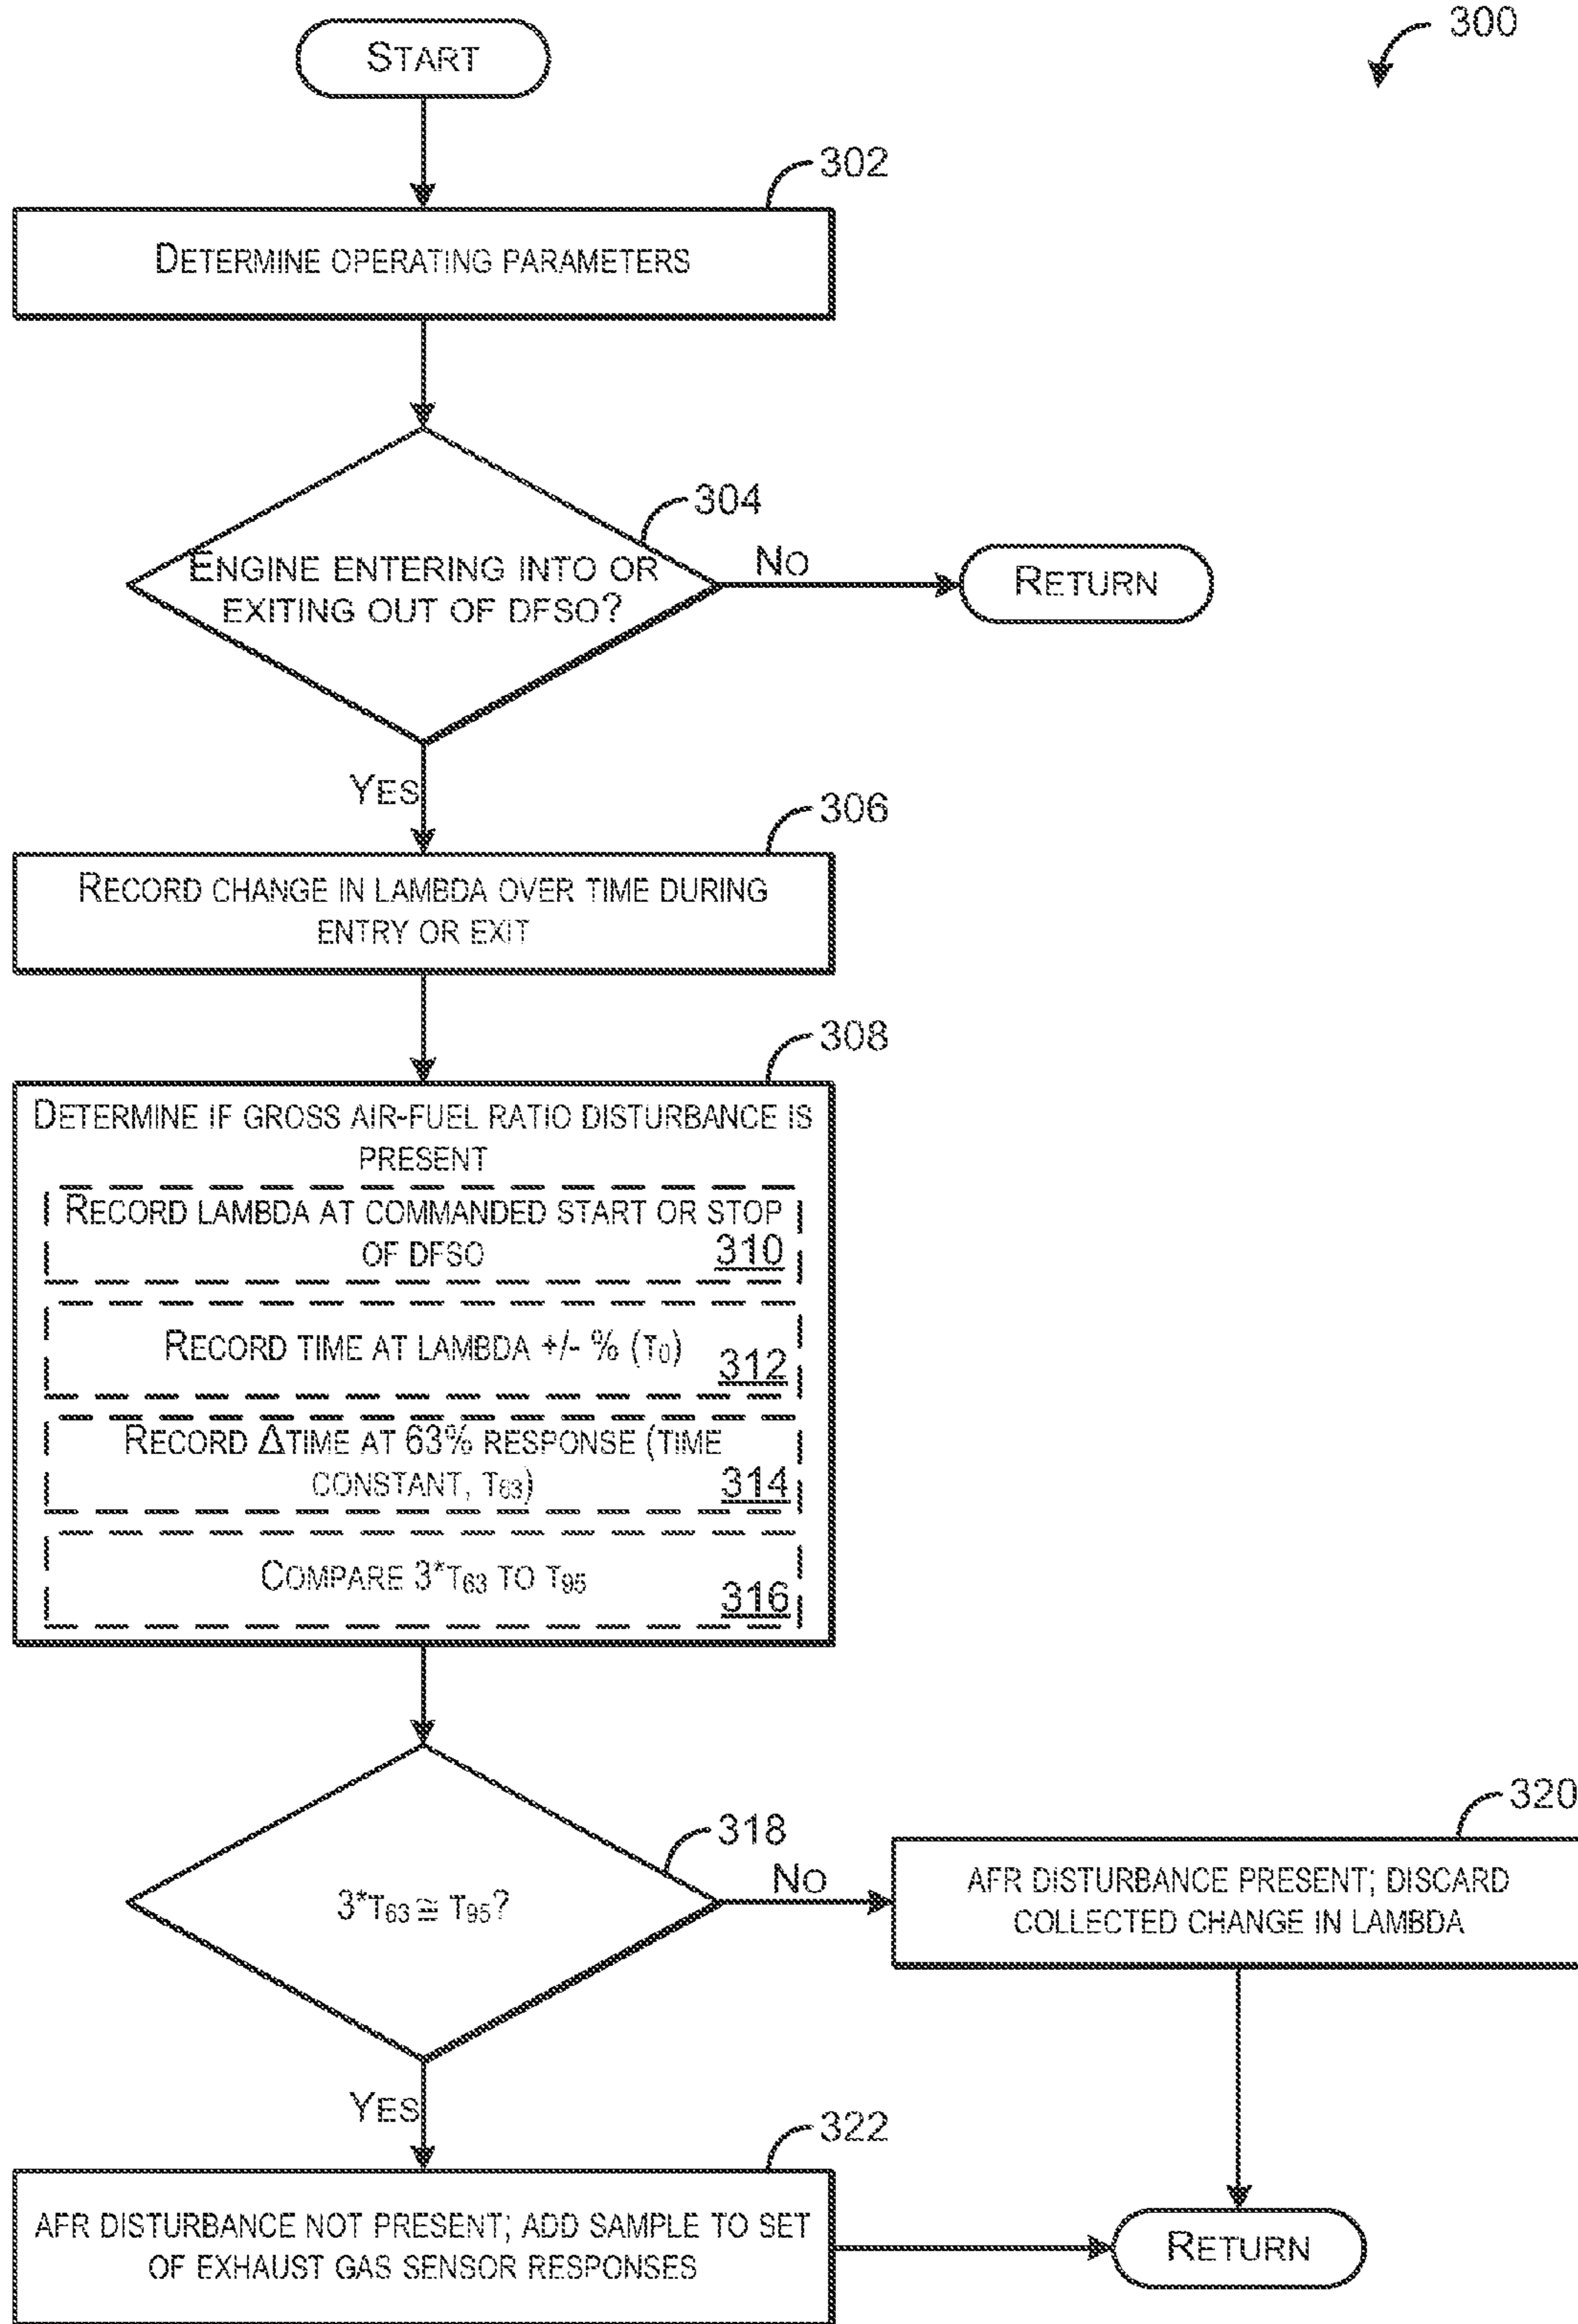 START
300
302
DETERMINE OPERATING PARAMETERS
304
ENGINE ENTERING INTO OR
EXITING OUT OF DFSO?
NO
RETURN
YES
306
RECORD CHANGE IN LAMBDA OVER TIME DURING
ENTRY OR EXIT
308
DETERMINE IF GROSS AIR-FUEL RATIO DISTURBANCE IS
PRESENT
RECORD LAMBDA AT COMMANDED START OR STOP
OF DFSO 310
RECORD TIME AT LAMBDA +/- % (T₀) 312
RECORD ΔTIME AT 63% RESPONSE (TIME
CONSTANT, T₆₃) 314
COMPARE 3*T₆₃ TO T₉₅ 316
318
3*T₆₃ ≅ T₉₅?
NO
320
AFR DISTURBANCE PRESENT; DISCARD
COLLECTED CHANGE IN LAMBDA
YES
322
AFR DISTURBANCE NOT PRESENT; ADD SAMPLE TO SET
OF EXHAUST GAS SENSOR RESPONSES
RETURN